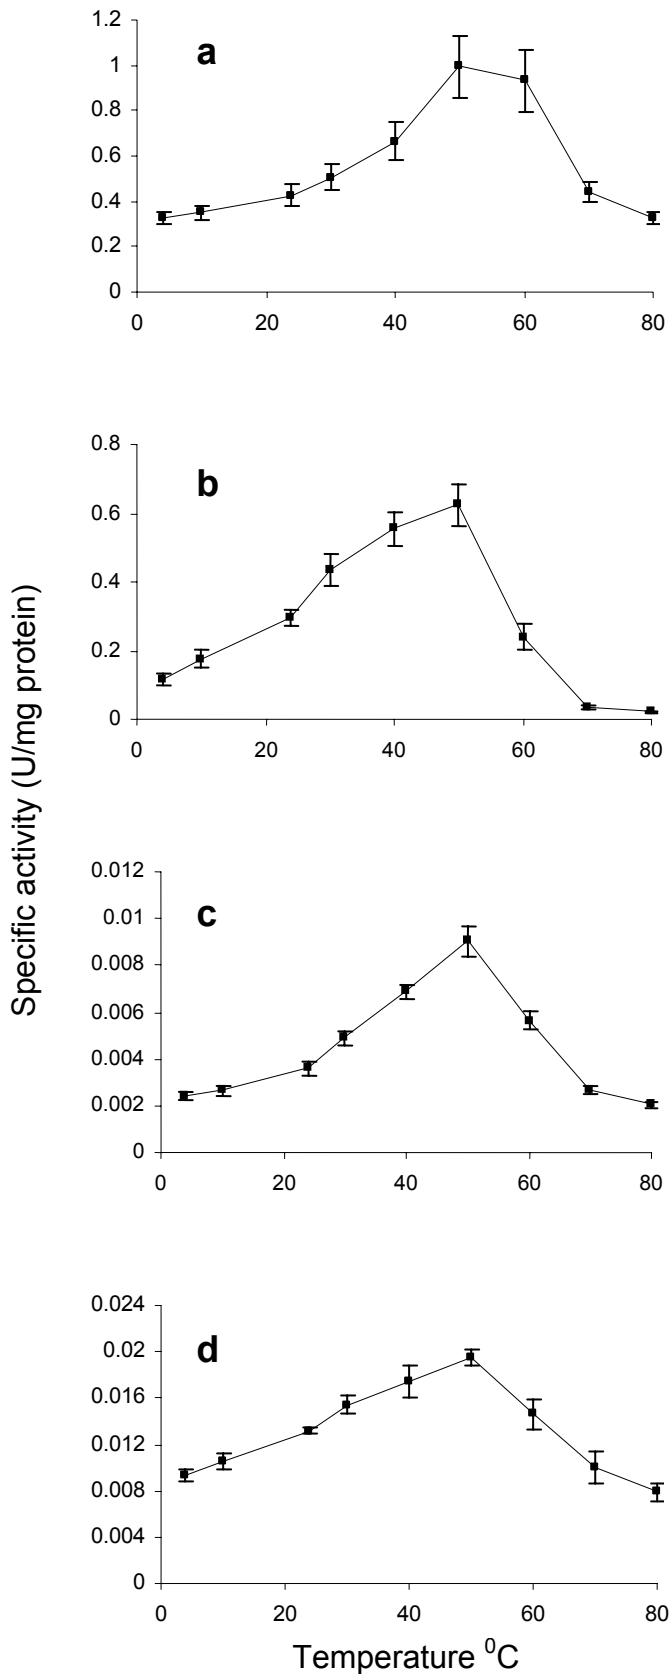 Specific activity (U/mg protein)
a
1.2
1
0.8
0.6
0.4
0.2
0
0 20 40 60 80
b
0.8
0.6
0.4
0.2
0
0 20 40 60 80
c
0.012
0.01
0.008
0.006
0.004
0.002
0
0 20 40 60 80
d
0.024
0.02
0.016
0.012
0.008
0.004
0
0 20 40 60 80
Temperature ⁰C